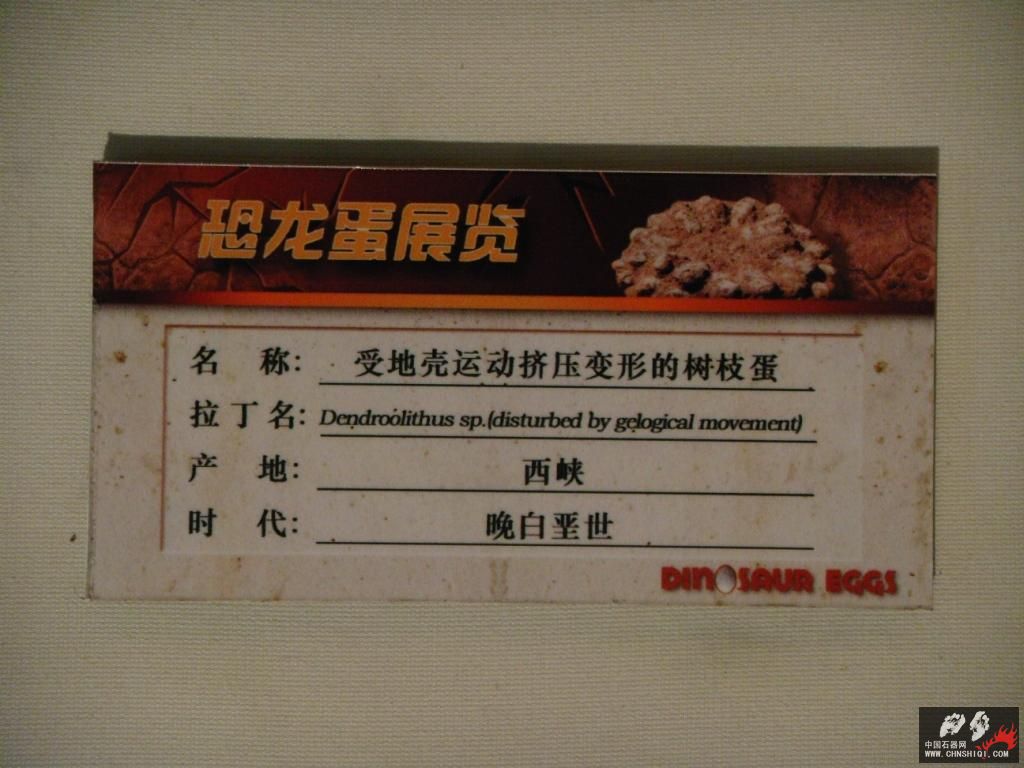 恐龙蛋展览
名 称: 受地壳运动挤压变形的树枝蛋
拉丁名: Dendroolithus sp.(disturbed by gelogical movement)
产 地: 西峡
时 代: 晚白垩世
DINOSAUR EGGS
中国石器网
WWW.CHNSHIQI.COM